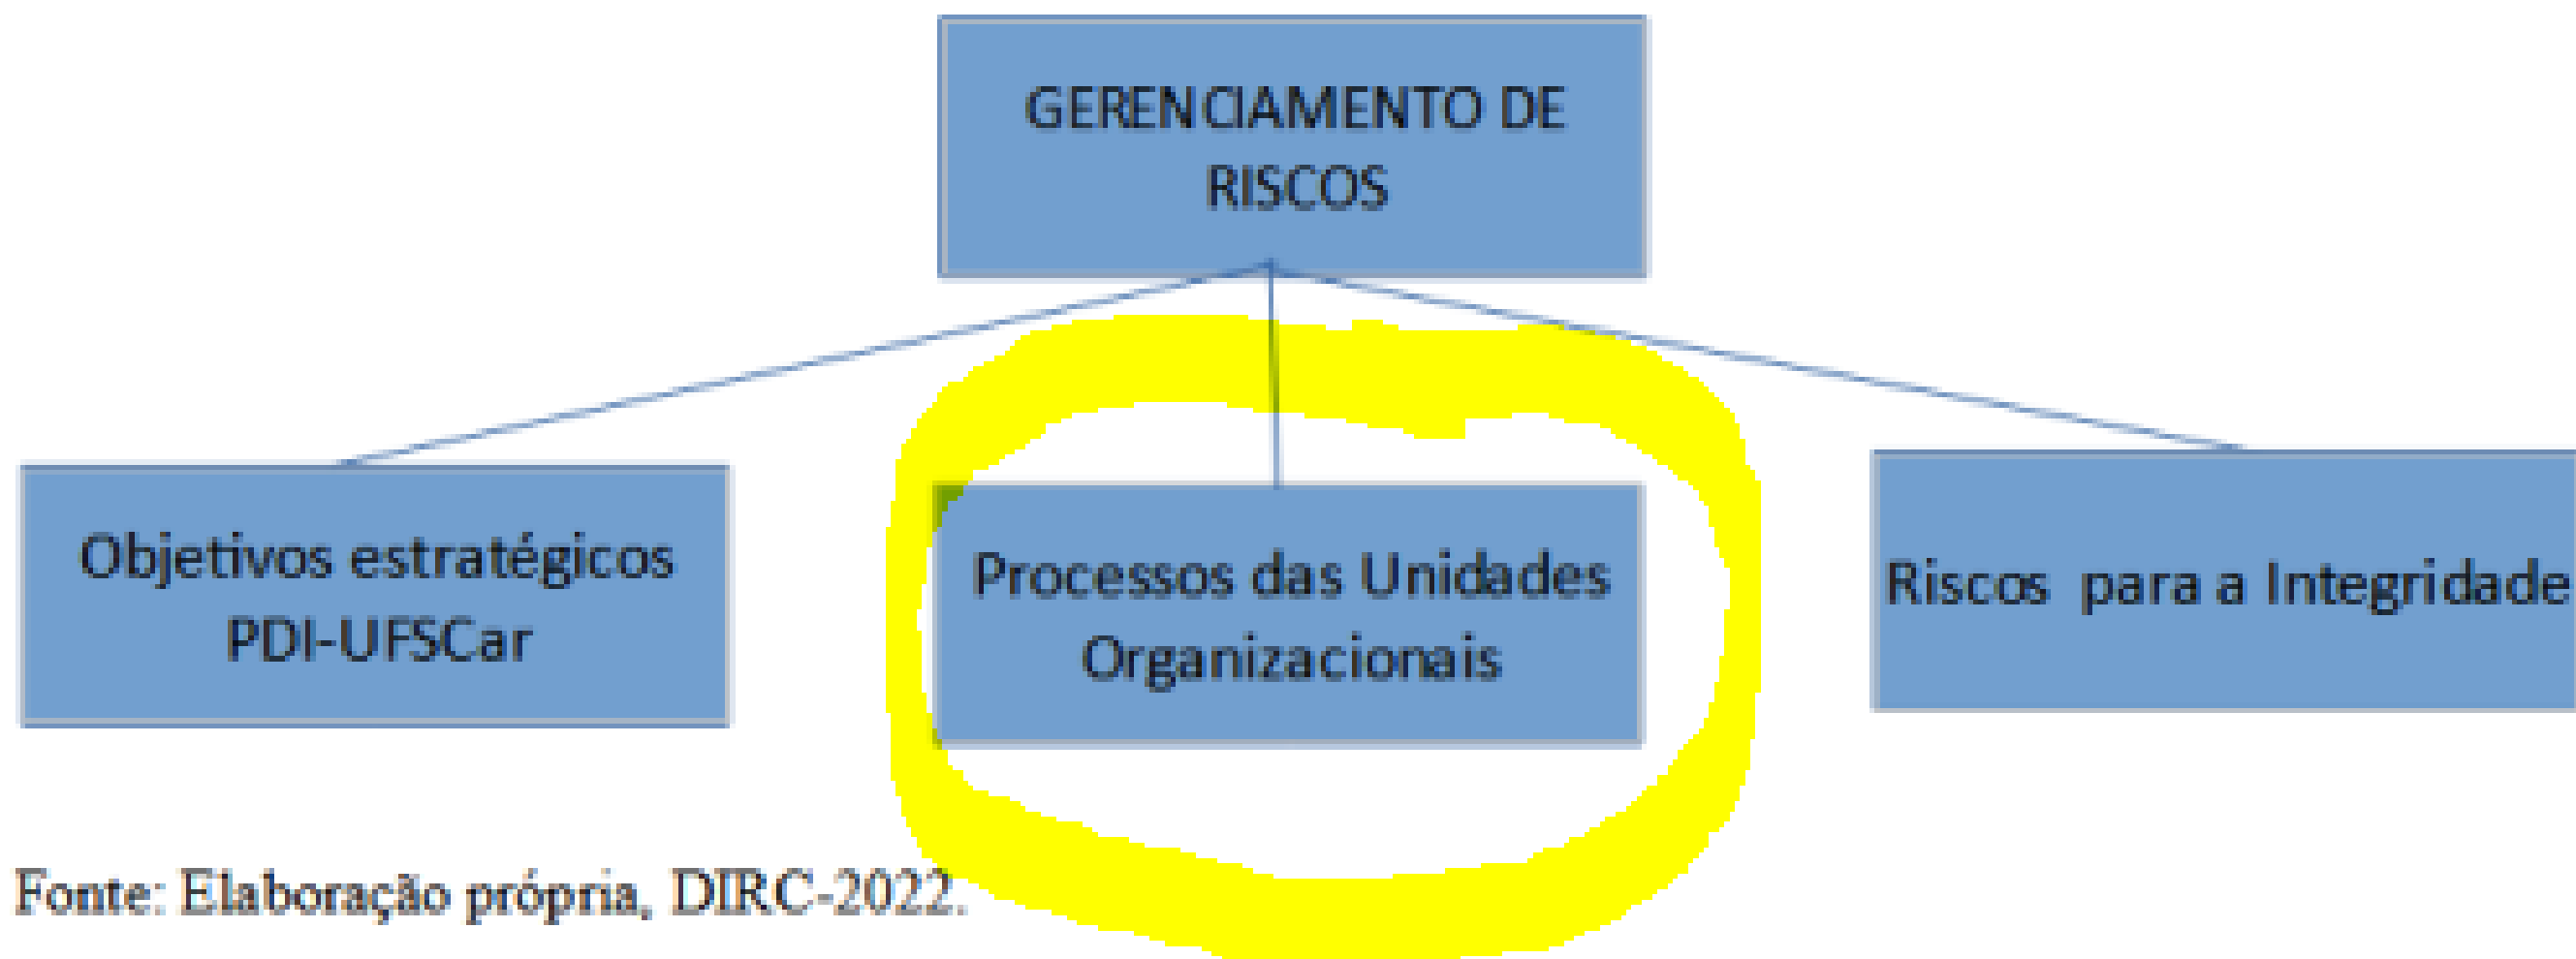 GERENCIAMENTO DE
RISCOS
Objetivos estratégicos
PDI-UFSCar
Processos das Unidades
Organizacionais
Riscos para a Integridade
Fonte: Elaboração própria, DIRC-2022.